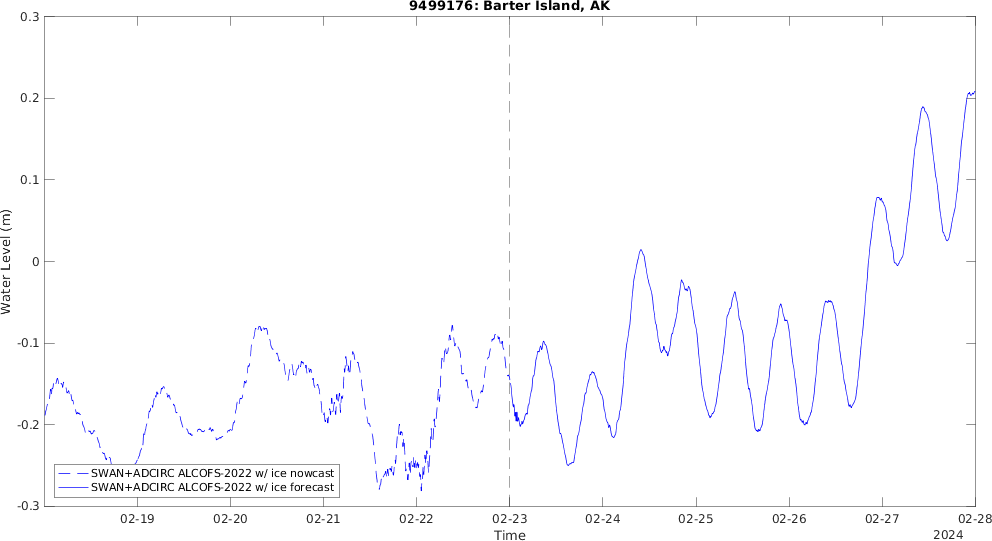 9499176: Barter Island, AK
0.3
0.2
0.1
0
-0.1
-0.2
-0.3
Water Level (m)
SWAN+ADCIRC ALCOFS-2022 w/ ice nowcast
SWAN+ADCIRC ALCOFS-2022 w/ ice forecast
02-19 02-20 02-21 02-22 02-23 02-24 02-25 02-26 02-27 02-28
Time
2024